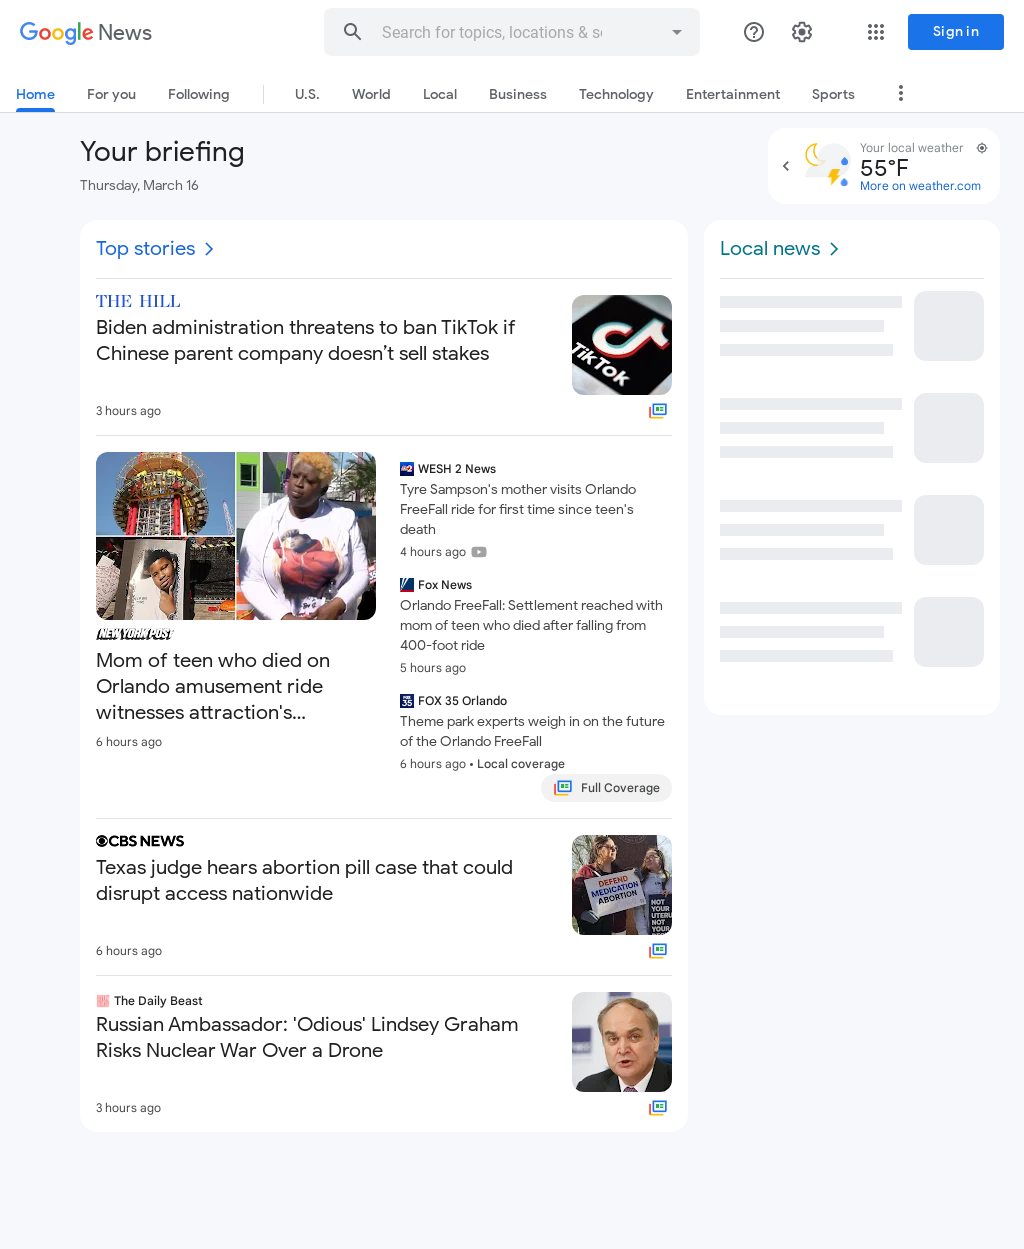 Google News
Search for topics, locations & so
Sign in
Home
For you
Following
U.S.
World
Local
Business
Technology
Entertainment
Sports
Your briefing
Thursday, March 16
Your local weather
55°F
More on weather.com
Top stories
THE HILL
Biden administration threatens to ban TikTok if
Chinese parent company doesn’t sell stakes
TikTok
3 hours ago
NEW YORK POST
Mom of teen who died on
Orlando amusement ride
witnesses attraction's...
6 hours ago
WESH 2 News
Tyre Sampson's mother visits Orlando
FreeFall ride for first time since teen's
death
4 hours ago
Fox News
Orlando FreeFall: Settlement reached with
mom of teen who died after falling from
400-foot ride
5 hours ago
FOX 35 Orlando
Theme park experts weigh in on the future
of the Orlando FreeFall
6 hours ago • Local coverage
Full Coverage
CBS NEWS
Texas judge hears abortion pill case that could
disrupt access nationwide
DEFEND
MEDICATION
ABORTION
NOT
YOUR
UTERU
NOT
YOUR
6 hours ago
The Daily Beast
Russian Ambassador: 'Odious' Lindsey Graham
Risks Nuclear War Over a Drone
3 hours ago
Local news